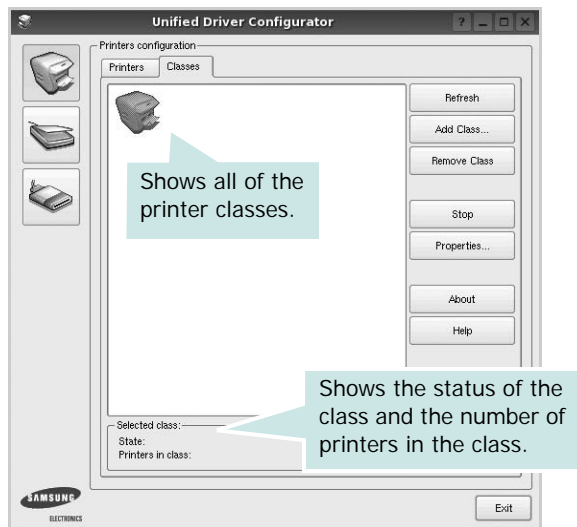 Unified Driver Configurator
Printers configuration
Printers Classes
Refresh
Add Class...
Remove Class
Shows all of the
printer classes.
Stop
Properties...
About
Help
Shows the status of the
class and the number of
printers in the class.
Selected class:
State:
Printers in class:
SAMSUNG
ELECTRONICS
Exit